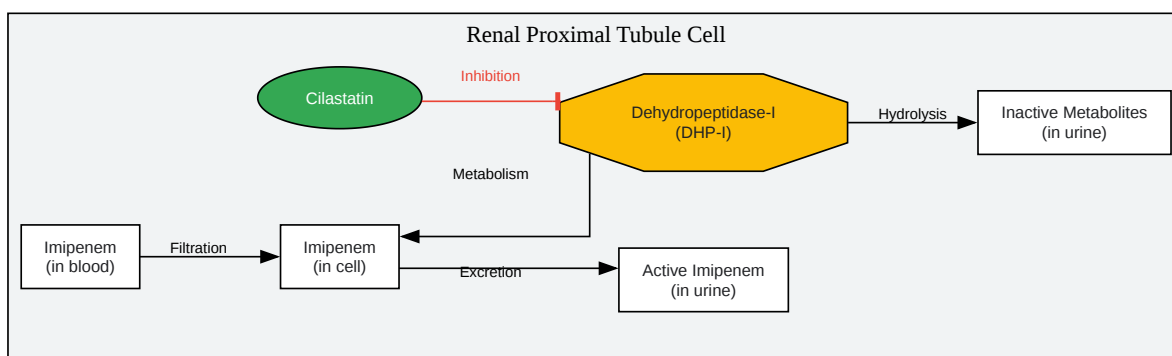 Renal Proximal Tubule Cell
Cilastatin
Inhibition
Dehydropeptidase-I
(DHP-I)
Hydrolysis
Inactive Metabolites
(in urine)
Metabolism
Imipenem
(in blood)
Filtration
Imipenem
(in cell)
Excretion
Active Imipenem
(in urine)